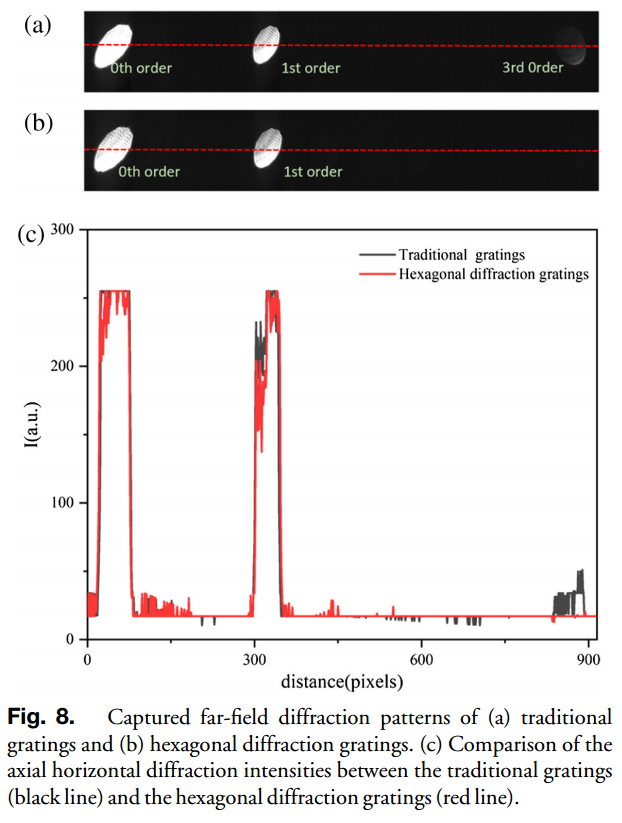 (a)
0th order
1st order
3rd 0rder
(b)
0th order
1st order
(c)
300
Traditional gratings
Hexagonal diffraction gratings
200
I(a.u.)
100
0
0
300
600
900
distance(pixels)
Fig. 8. Captured far-field diffraction patterns of (a) traditional
gratings and (b) hexagonal diffraction gratings. (c) Comparison of the
axial horizontal diffraction intensities between the traditional gratings
(black line) and the hexagonal diffraction gratings (red line).